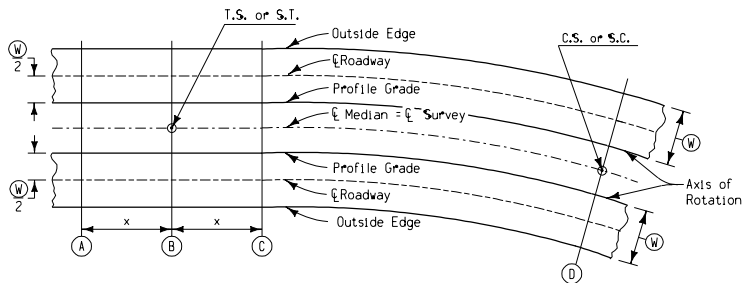 T.S. or S.T.
Outside Edge
C.S. or S.C.
W
2
℄ Roadway
Profile Grade
℄ Median = ℄ Survey
W
Profile Grade
Axis of
Rotation
W
2
℄ Roadway
x
x
Outside Edge
W
A
B
C
D